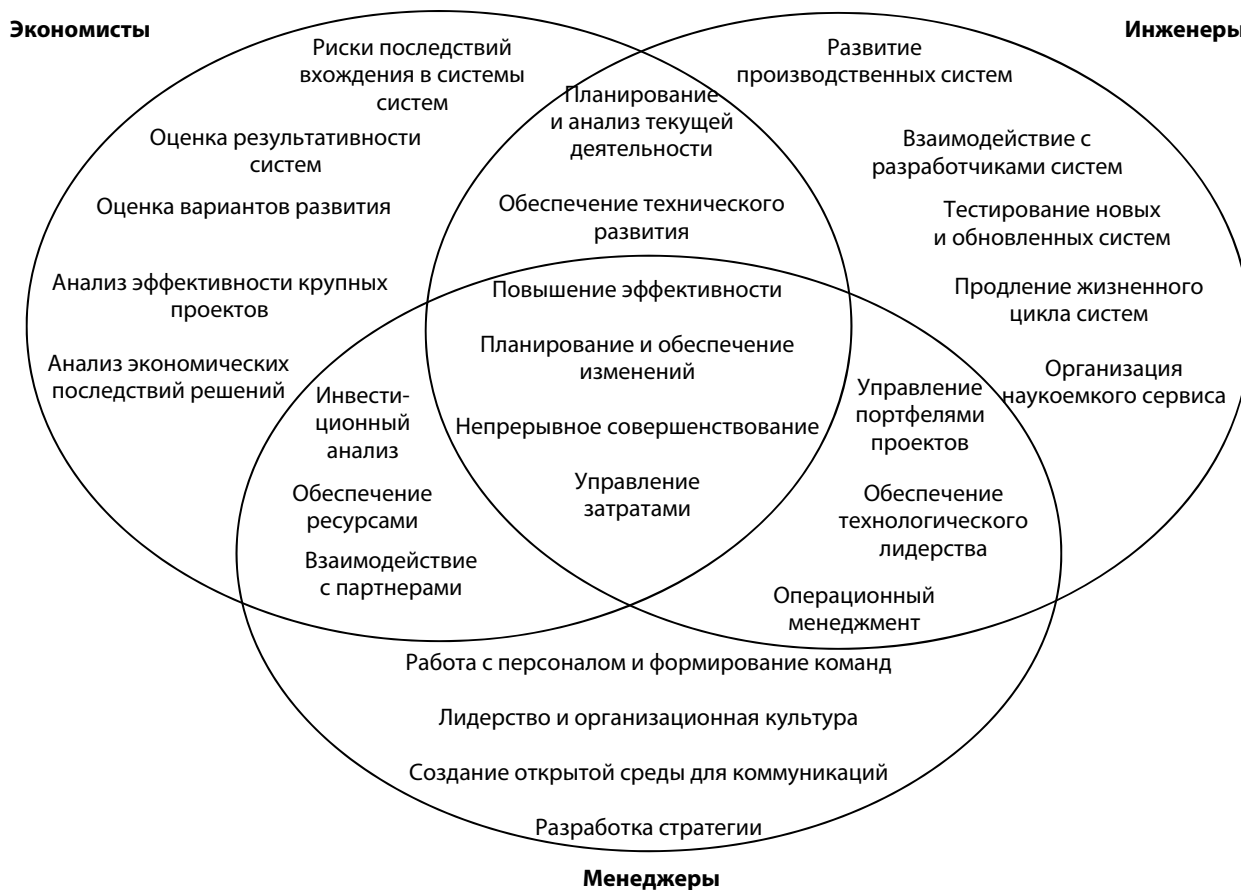 Экономисты
Инженеры
Риски последствий
вхождения в системы
систем
Оценка результативности
систем
Оценка вариантов развития
Анализ эффективности крупных
проектов
Анализ экономических
последствий решений
Планирование
и анализ текущей
деятельности
Обеспечение технического
развития
Развитие
производственных систем
Взаимодействие с
разработчиками систем
Тестирование новых
и обновленных систем
Продление жизненного
цикла систем
Организация
наукоемкого сервиса
Повышение эффективности
Планирование и обеспечение
изменений
Непрерывное совершенствование
Управление
затратами
Инвести-
ционный
анализ
Обеспечение
ресурсами
Взаимодействие
с партнерами
Управление
портфелями
проектов
Обеспечение
технологического
лидерства
Операционный
менеджмент
Работа с персоналом и формирование команд
Лидерство и организационная культура
Создание открытой среды для коммуникаций
Разработка стратегии
Менеджеры